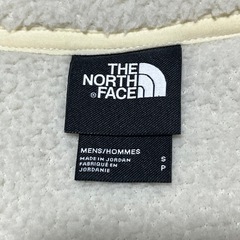 THE
NORTH
FACE
®
MENS/HOMMES
MADE IN JORDAN
FABRIQUÉ EN
JORDANIE
S
P